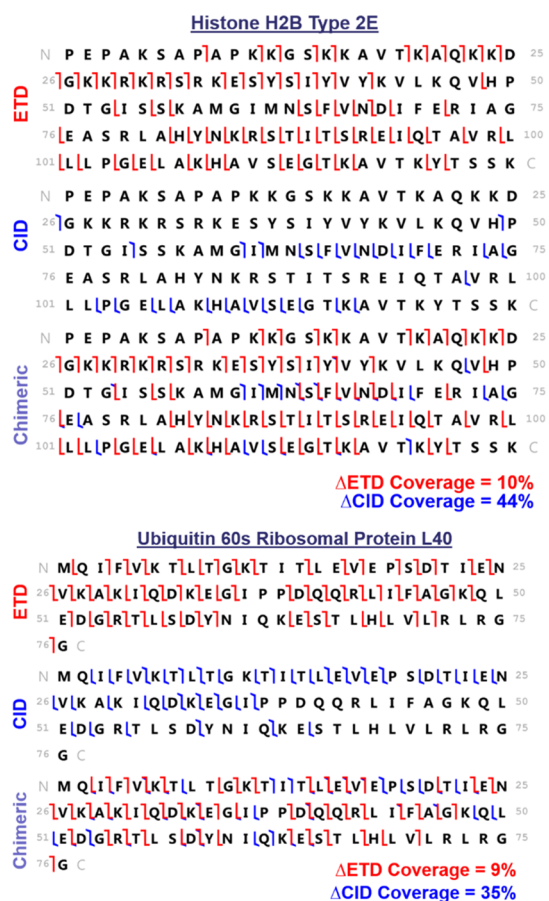 Histone H2B Type 2E
ETD
N P E P A K S A P A P K K G S K K A V T K A Q K K D 25
26 G K K R K R S R K E S Y S I Y V Y K V L K Q V H P 50
51 D T G I S S K A M G I M N S F V N D I F E R I A G 75
76 E A S R L A H Y N K R S T I T S R E I Q T A V R L 100
101 L L P G E L A K H A V S E G T K A V T K Y T S S K C
CID
N P E P A K S A P A P K K G S K K A V T K A Q K K D 25
26 G K K R K R S R K E S Y S I Y V Y K V L K Q V H P 50
51 D T G I S S K A M G I M N S F V N D I F E R I A G 75
76 E A S R L A H Y N K R S T I T S R E I Q T A V R L 100
101 L L P G E L A K H A V S E G T K A V T K Y T S S K C
Chimeric
N P E P A K S A P A P K K G S K K A V T K A Q K K D 25
26 G K K R K R S R K E S Y S I Y V Y K V L K Q V H P 50
51 D T G I S S K A M G I M N S F V N D I F E R I A G 75
76 E A S R L A H Y N K R S T I T S R E I Q T A V R L 100
101 L L P G E L A K H A V S E G T K A V T K Y T S S K C
ΔETD Coverage = 10%
ΔCID Coverage = 44%
Ubiquitin 60s Ribosomal Protein L40
ETD
N M Q I F V K T L T G K T I T L E V E P S D T I E N 25
26 V K A K I Q D K E G I P P D Q Q R L I F A G K Q L 50
51 E D G R T L S D Y N I Q K E S T L H L V L R L R G 75
76 G C
CID
N M Q I F V K T L T G K T I T L E V E P S D T I E N 25
26 V K A K I Q D K E G I P P D Q Q R L I F A G K Q L 50
51 E D G R T L S D Y N I Q K E S T L H L V L R L R G 75
76 G C
Chimeric
N M Q I F V K T L T G K T I T L E V E P S D T I E N 25
26 V K A K I Q D K E G I P P D Q Q R L I F A G K Q L 50
51 E D G R T L S D Y N I Q K E S T L H L V L R L R G 75
76 G C
ΔETD Coverage = 9%
ΔCID Coverage = 35%